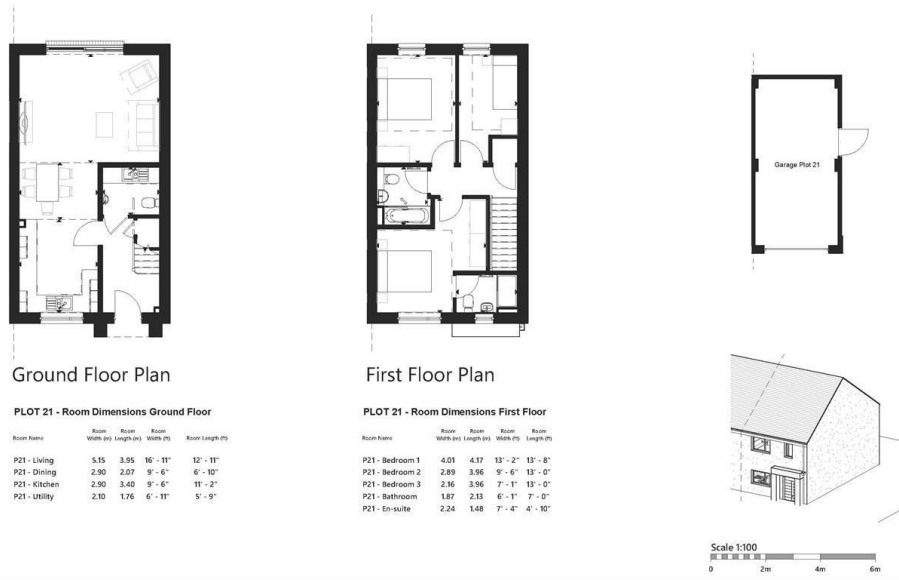 Garage Plot 21
Ground Floor Plan
First Floor Plan
PLOT 21 - Room Dimensions Ground Floor
Room Name Room Width (m) Room Length (m) Room Width (ft) Room Length (ft)
P21 - Living 5.15 3.95 16' - 11" 12' - 11"
P21 - Dining 2.90 2.07 9' - 6" 6' - 10"
P21 - Kitchen 2.90 3.40 9' - 6" 11' - 2"
P21 - Utility 2.10 1.76 6' - 11" 5' - 9"
PLOT 21 - Room Dimensions First Floor
Room Name Room Width (m) Room Length (m) Room Width (ft) Room Length (ft)
P21 - Bedroom 1 4.01 4.17 13' - 2" 13' - 8"
P21 - Bedroom 2 2.89 3.96 9' - 6" 13' - 0"
P21 - Bedroom 3 2.16 3.96 7' - 1" 13' - 0"
P21 - Bathroom 1.87 2.13 6' - 1" 7' - 0"
P21 - En-suite 2.24 1.48 7' - 4" 4' - 10"
Scale 1:100
0 2m 4m 6m